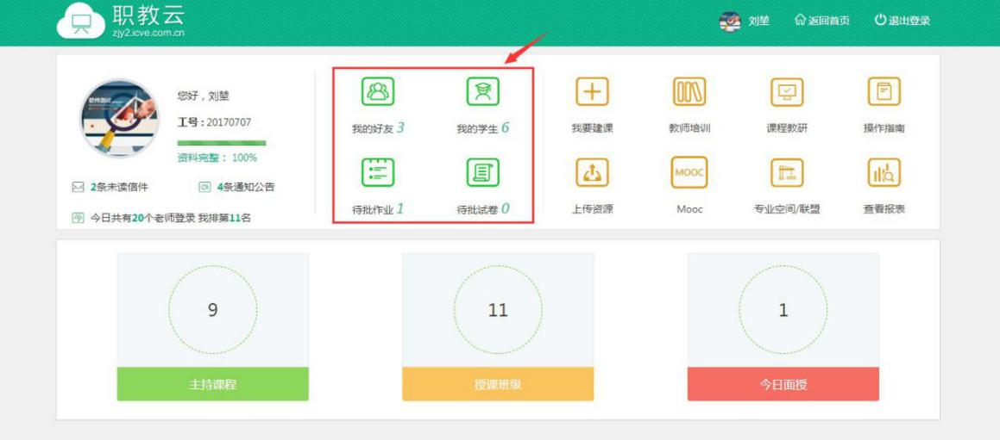 职教云
zjy2.icve.com.cn
刘堃 返回首页 退出登录
您好，刘堃
工号：20170707
资料完整： 100%
2条未读信件 4条通知公告
今日共有20个老师登录 我排第11名
我的好友 3 我的学生 6 我要建课 教师培训 课程教研 操作指南
MOOC
待批作业 1 待批试卷 0 上传资源 Mooc 专业空间/联盟 查看报表
9 11 1
主持课程 授课班级 今日面授